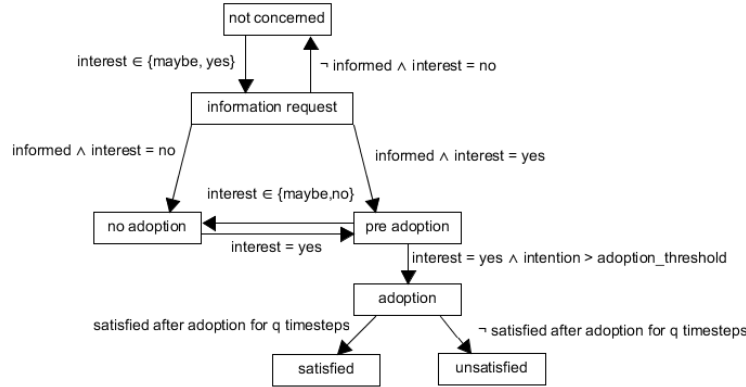 not concerned
interest ∈ {maybe, yes}
¬ informed ∧ interest = no
information request
informed ∧ interest = no
informed ∧ interest = yes
interest ∈ {maybe,no}
no adoption
pre adoption
interest = yes
interest = yes ∧ intention > adoption_threshold
adoption
satisfied after adoption for q timesteps
¬ satisfied after adoption for q timesteps
satisfied
unsatisfied